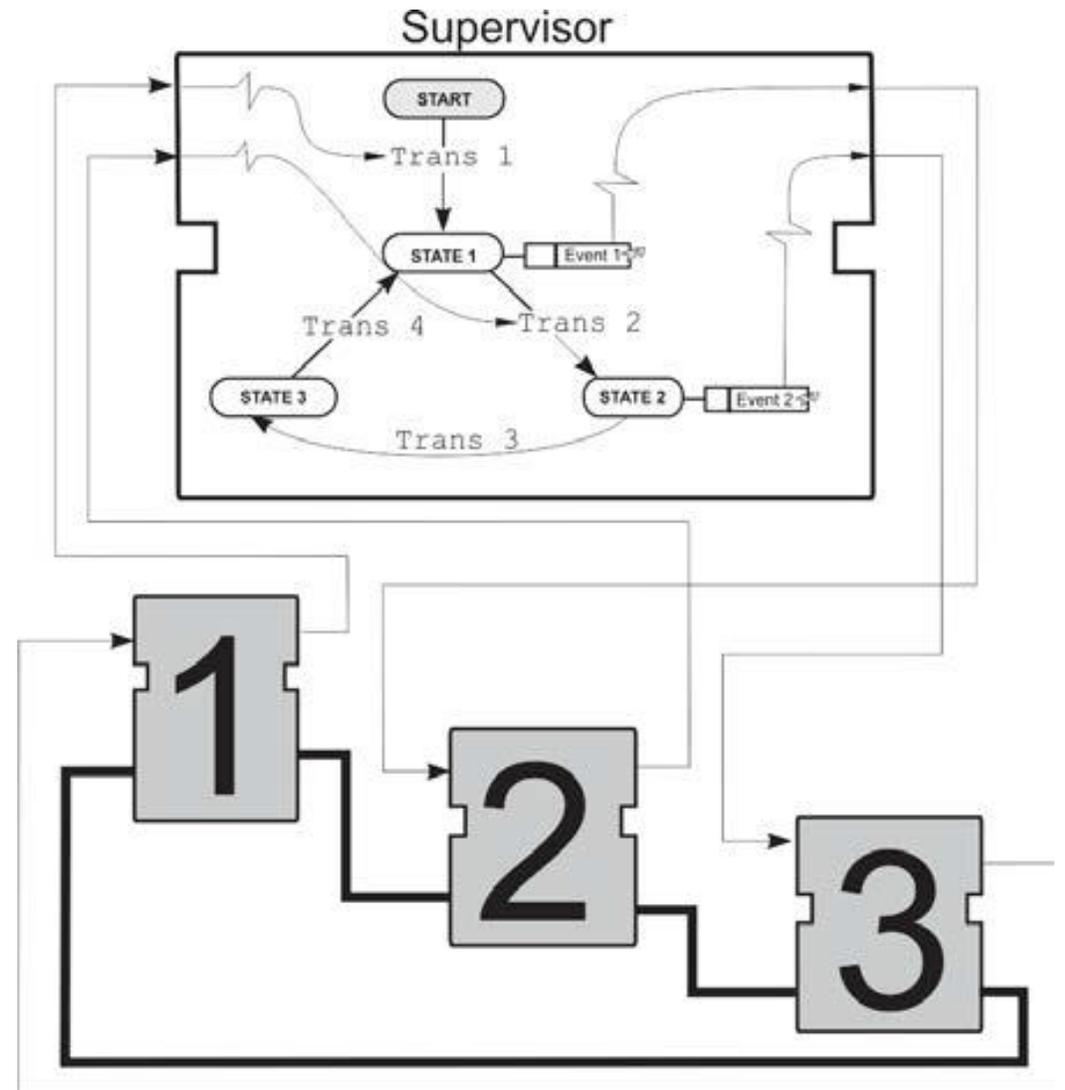 Supervisor
START
Trans 1
STATE 1
Event 1
Trans 4
Trans 2
STATE 3
STATE 2
Event 2
Trans 3
1
2
3